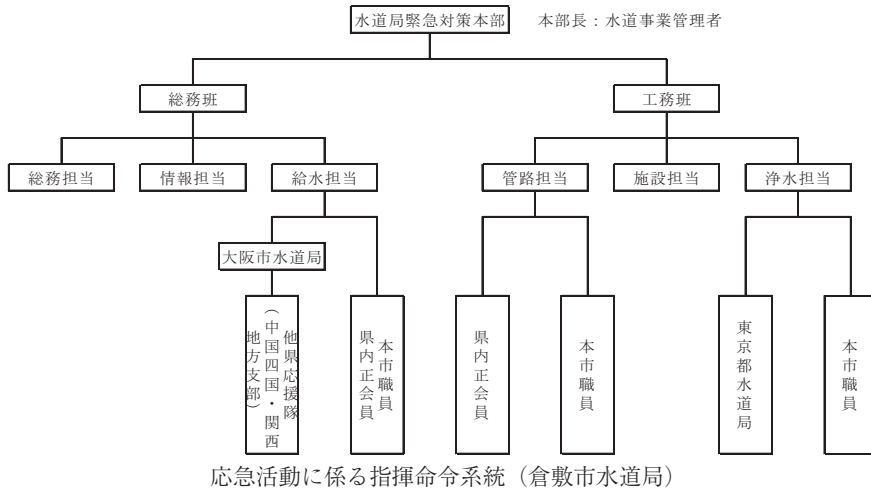 水道局緊急対策本部
本部長：水道事業管理者
総務班
工務班
総務担当
情報担当
給水担当
管路担当
施設担当
浄水担当
大阪市水道局
他県応援隊
（中国四国・関西
地方支部）
本市職員
県内正会員
県内正会員
本市職員
東京都水道局
本市職員
応急活動に係る指揮命令系統（倉敷市水道局）